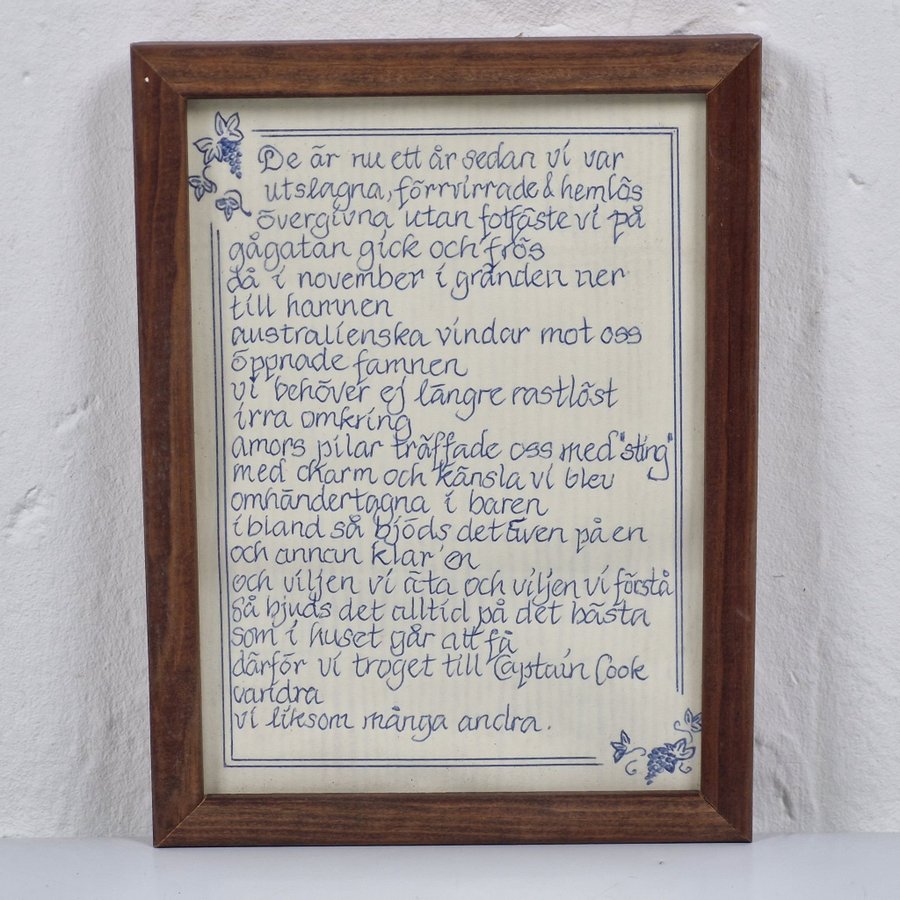 De är nu ett år sedan vi var
utslagna, förrvirrade & hemlös
övergivna utan fotfäste vi på
gågatan gick och frös
då i november i gränden ner
till hamnen
australienska vindar mot oss
öppnade famnen
vi behöver ej längre rastlöst
irra omkring
amors pilar träffade oss med "sting"
med charm och känsla vi blev
omhändertagna i baren
ibland så bjöds det även på en
och annan klar'en
och viljen vi äta och viljen vi förstå
så bjuds det alltid på det bästa
som i huset går att få
därför vi troget till Captain Cook
vandra
vi liksom många andra.